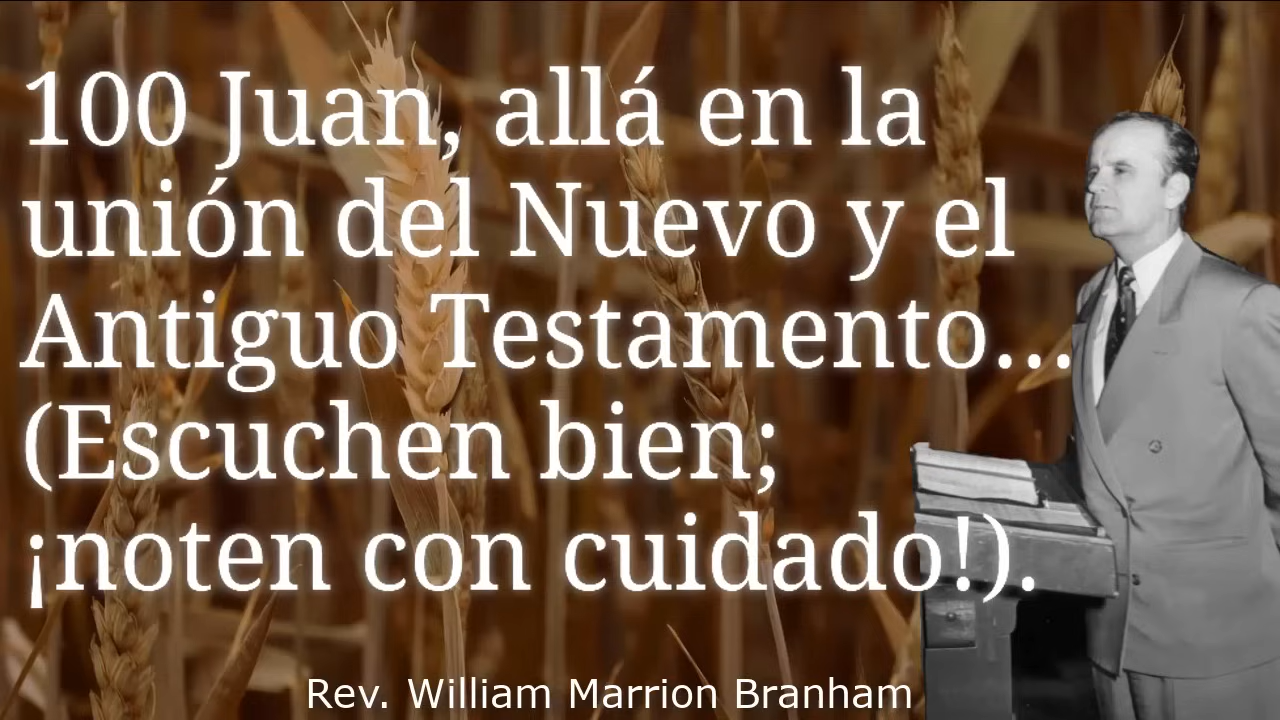 100 Juan, allá en la
unión del Nuevo y el
Antiguo Testamento...
(Escuchen bien;
¡noten con cuidado!).
Rev. William Marrion Branham